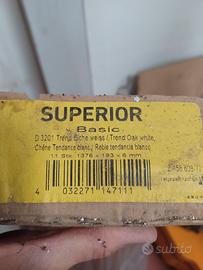 SUPERIOR
Basic
D 3201 Trend Eiche weiss / Trend Oak white,
Chêne Tendance blanc / Roble tendencia blanco
11 Stk. 1376 x 193 x 6 mm
4 032271 147111
subito